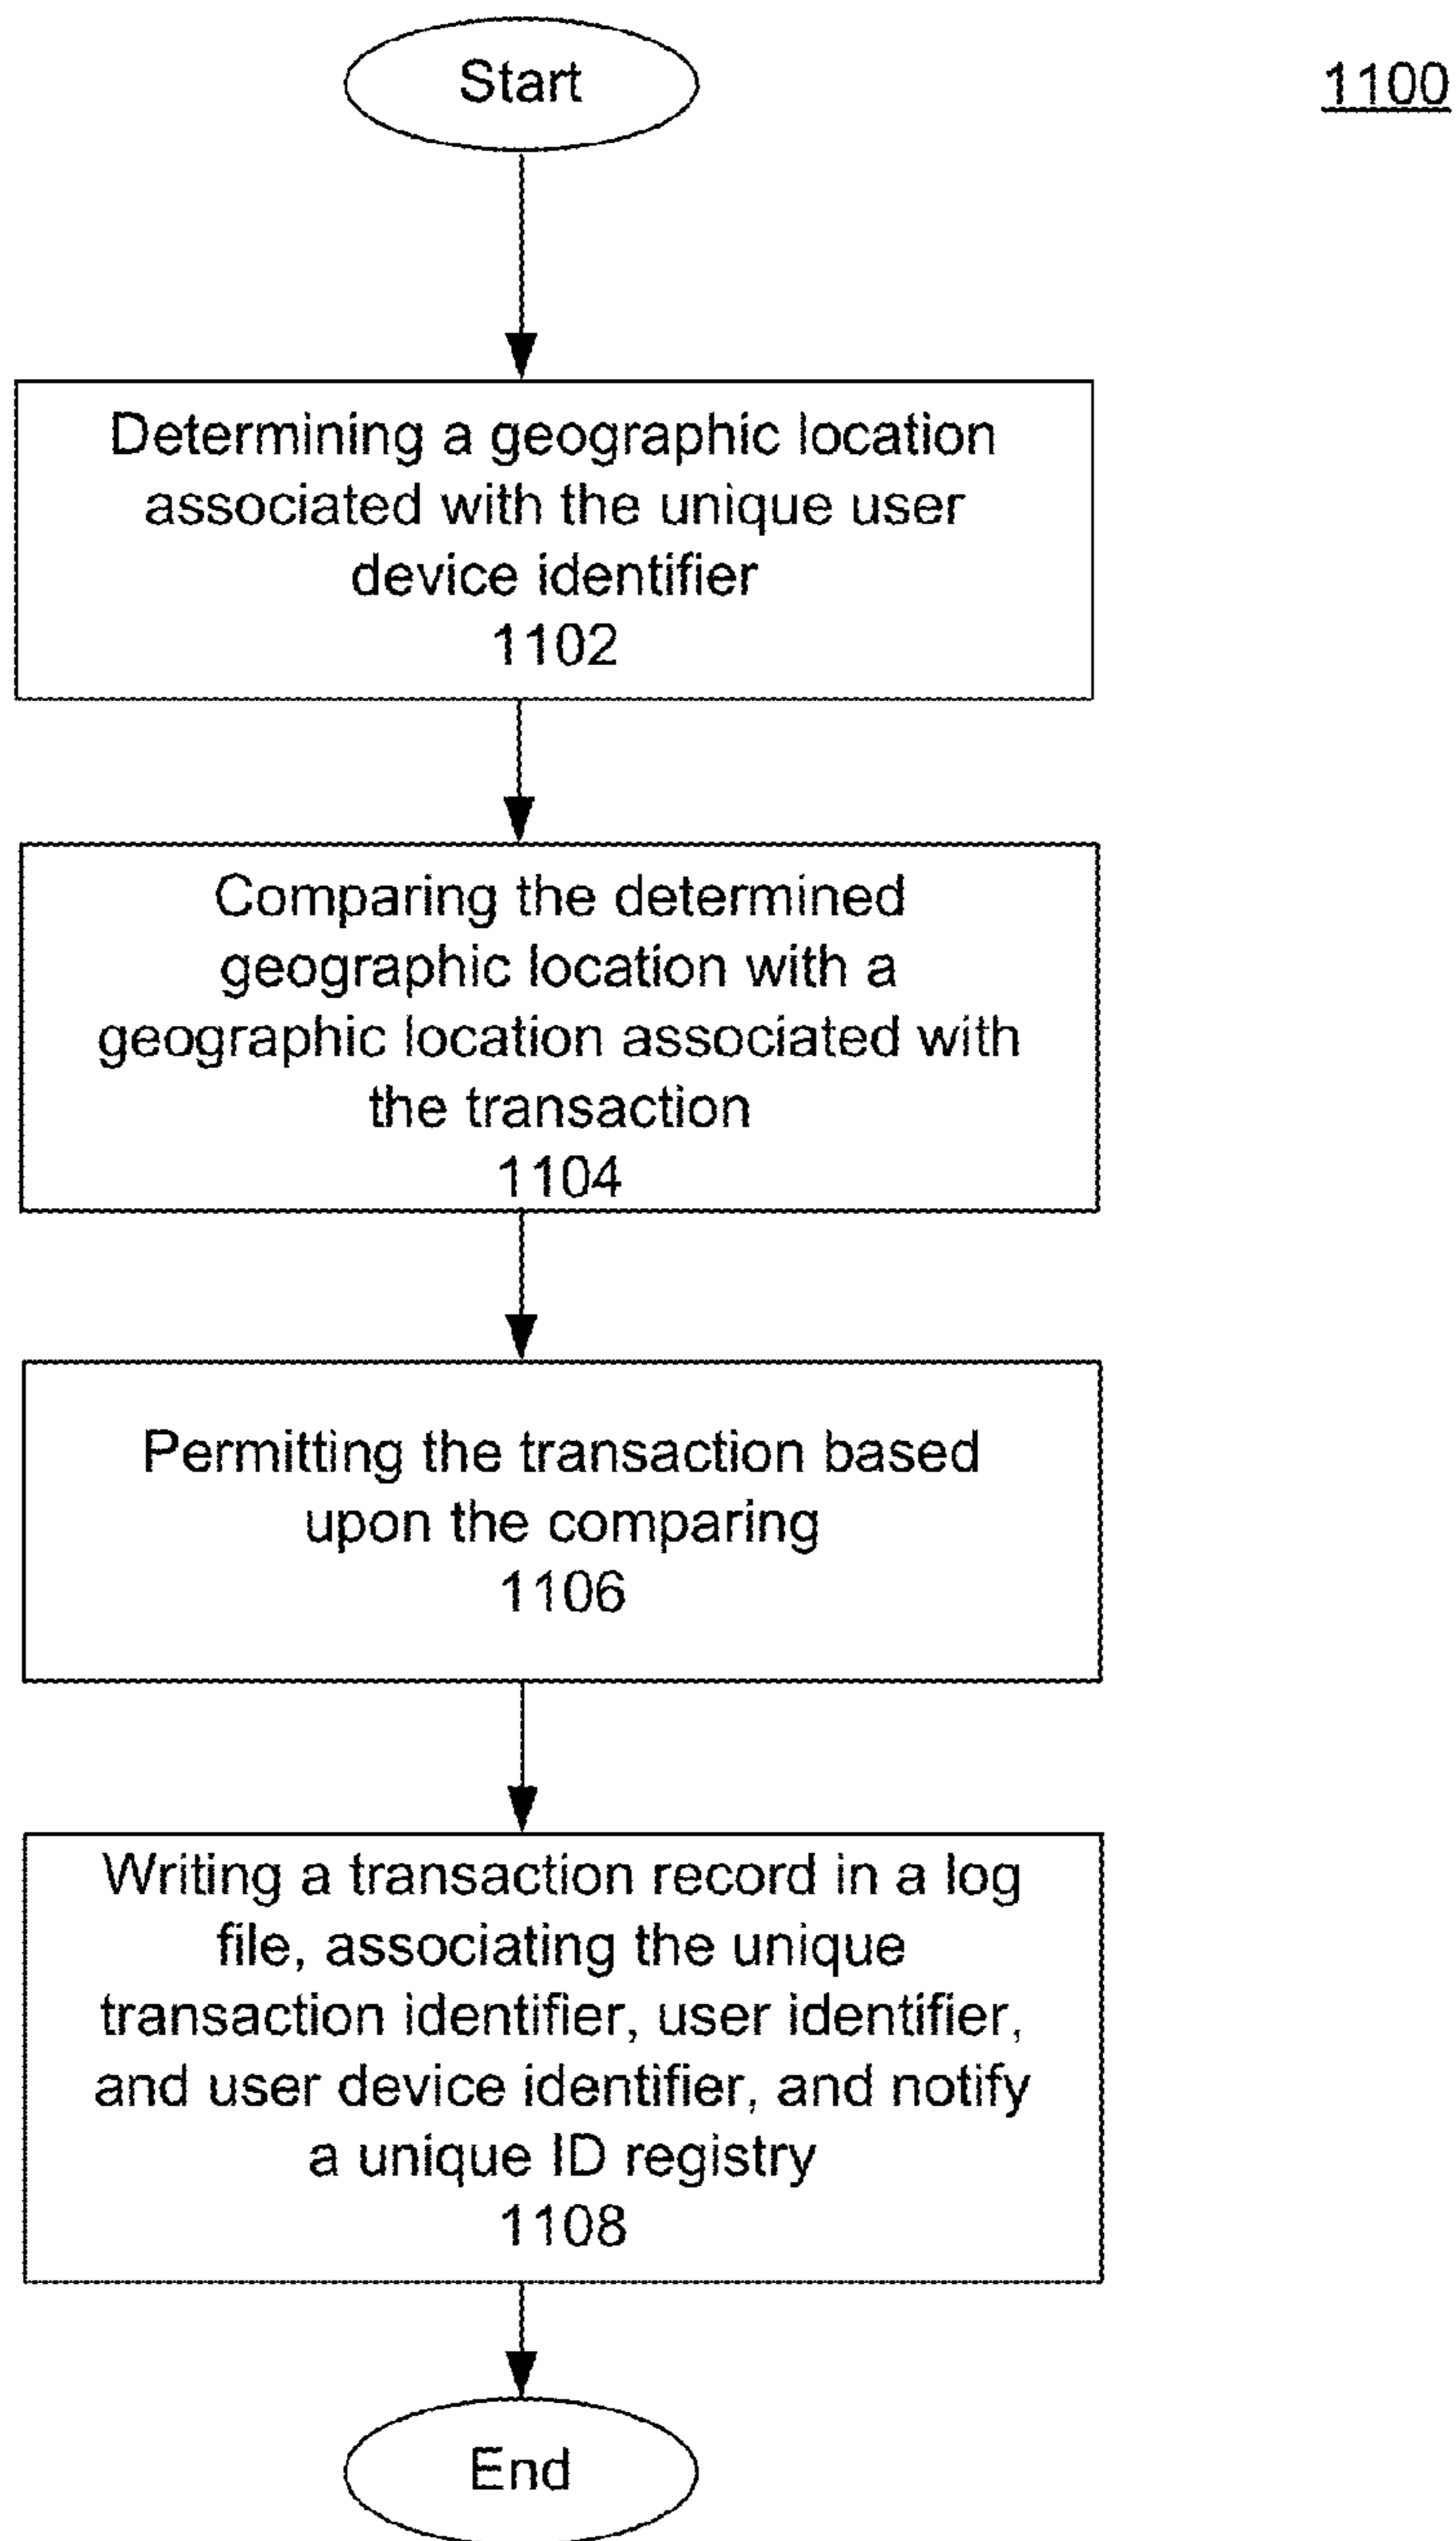 Start
1100
Determining a geographic location
associated with the unique user
device identifier
1102
Comparing the determined
geographic location with a
geographic location associated with
the transaction
1104
Permitting the transaction based
upon the comparing
1106
Writing a transaction record in a log
file, associating the unique
transaction identifier, user identifier,
and user device identifier, and notify
a unique ID registry
1108
End